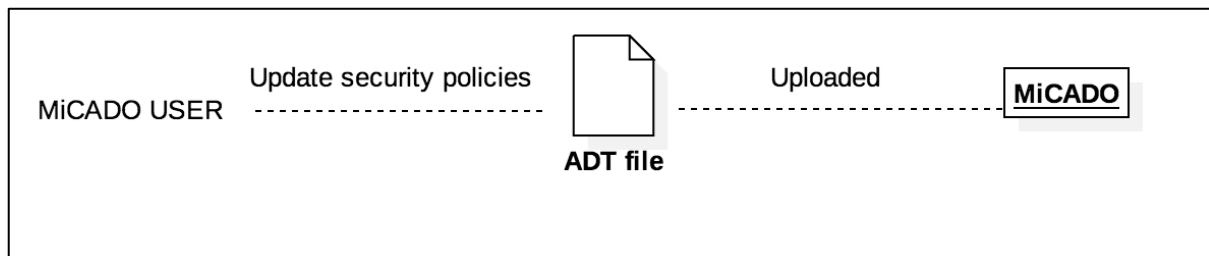 Update security policies
Uploaded
MiCADO USER
MiCADO
ADT file